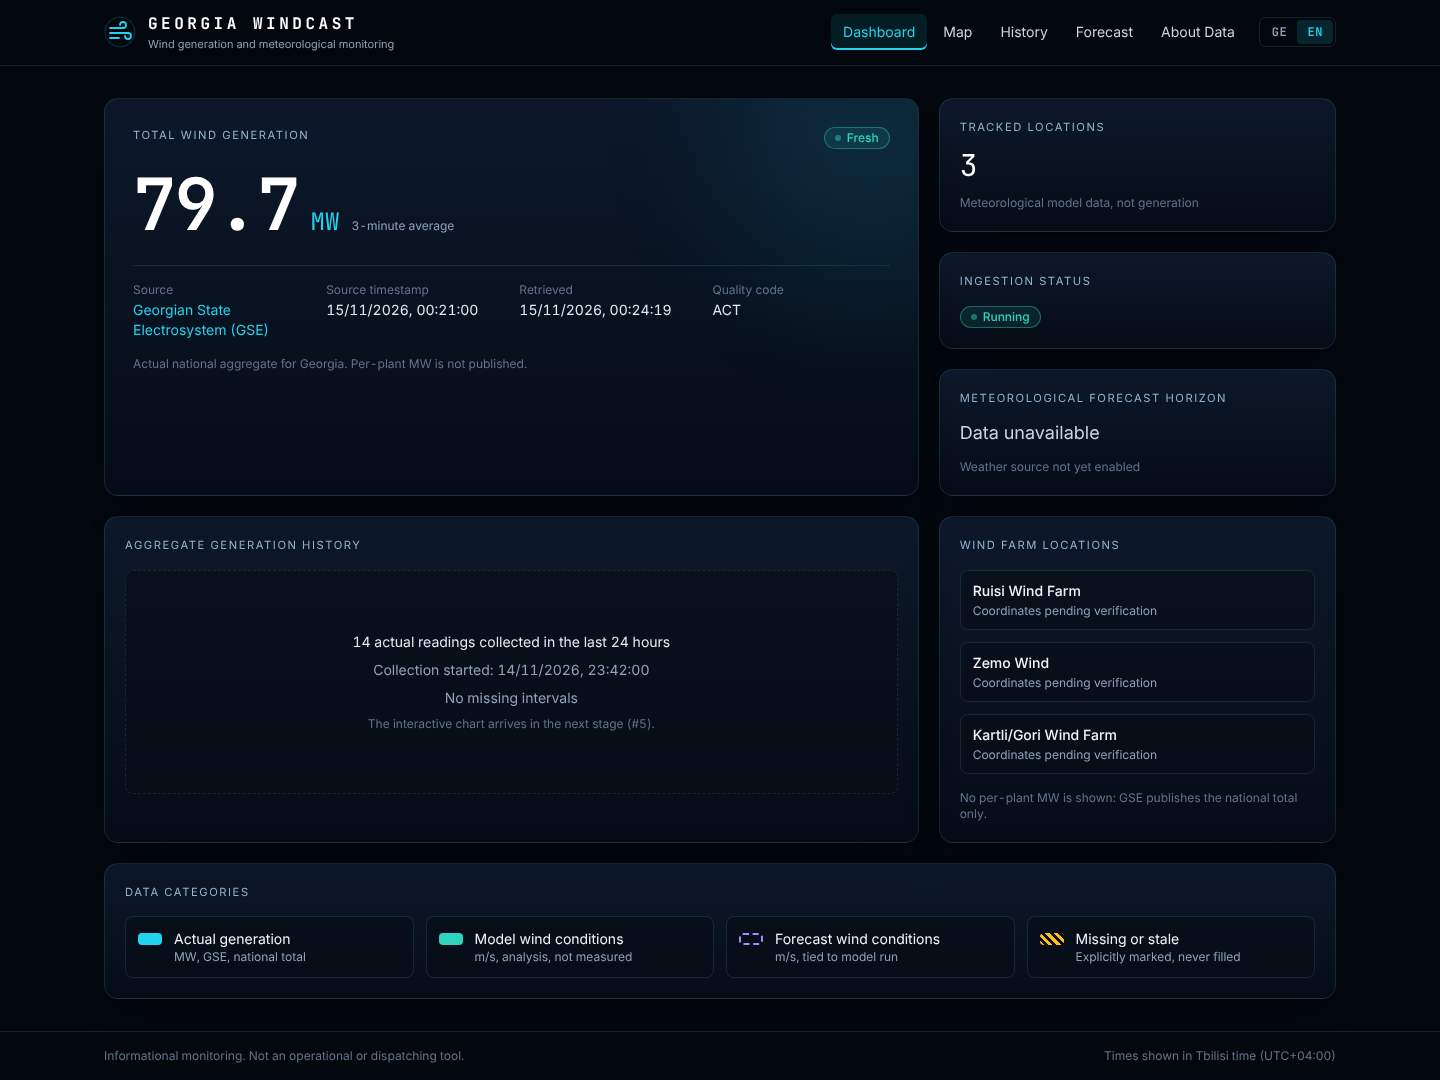 GEORGIA WINDCAST
Wind generation and meteorological monitoring
Dashboard
Map
History
Forecast
About Data
GE
EN
TOTAL WIND GENERATION
Fresh
79.7 MW 3-minute average
Source
Georgian State
Electrosystem (GSE)
Source timestamp
15/11/2026, 00:21:00
Retrieved
15/11/2026, 00:24:19
Quality code
ACT
Actual national aggregate for Georgia. Per-plant MW is not published.
TRACKED LOCATIONS
3
Meteorological model data, not generation
INGESTION STATUS
Running
METEOROLOGICAL FORECAST HORIZON
Data unavailable
Weather source not yet enabled
AGGREGATE GENERATION HISTORY
14 actual readings collected in the last 24 hours
Collection started: 14/11/2026, 23:42:00
No missing intervals
The interactive chart arrives in the next stage (#5).
WIND FARM LOCATIONS
Ruisi Wind Farm
Coordinates pending verification
Zemo Wind
Coordinates pending verification
Kartli/Gori Wind Farm
Coordinates pending verification
No per-plant MW is shown: GSE publishes the national total
only.
DATA CATEGORIES
Actual generation
MW, GSE, national total
Model wind conditions
m/s, analysis, not measured
Forecast wind conditions
m/s, tied to model run
Missing or stale
Explicitly marked, never filled
Informational monitoring. Not an operational or dispatching tool.
Times shown in Tbilisi time (UTC+04:00)